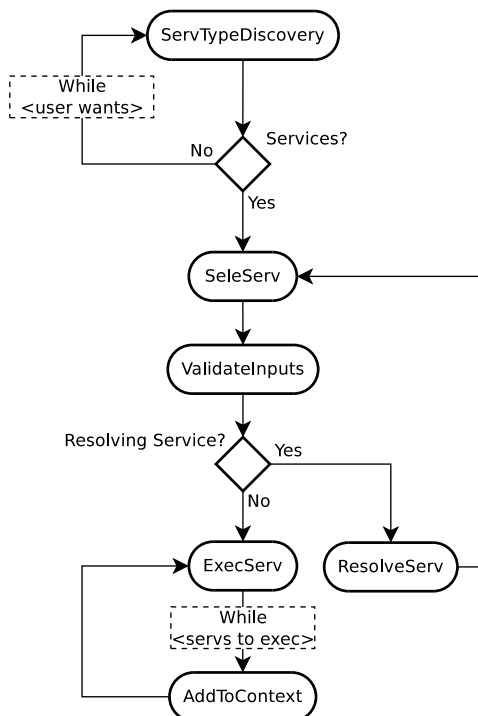 ServTypeDiscovery
While
<user wants>
Services?
No
Yes
SeleServ
ValidateInputs
Resolving Service?
Yes
No
ExecServ
ResolveServ
While
<servs to exec>
AddToContext